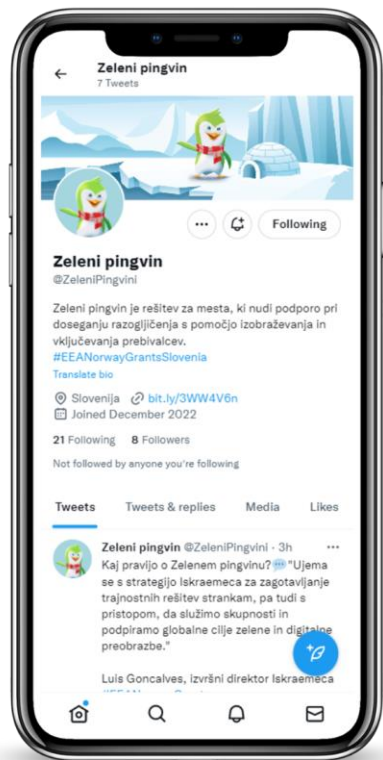 Zeleni pingvin
7 Tweets
Following
Zeleni pingvin
@ZeleniPingvini
Zeleni pingvin je rešitev za mesta, ki nudi podporo pri
doseganju razogljičenja s pomočjo izobraževanja in
vključevanja prebivalcev.
#EEANorwayGrantsSlovenia
Translate bio
Slovenija bit.ly/3WW4V6n
Joined December 2022
21 Following 8 Followers
Not followed by anyone you're following
Tweets Tweets & replies Media Likes
Zeleni pingvin @ZeleniPingvini · 3h
Kaj pravijo o Zelenem pingvinu?💬"Ujema
se s strategijo Iskraemeca za zagotavljanje
trajnostnih rešitev strankam, pa tudi s
pristopom, da služimo skupnosti in
podpiramo globalne cilje zelene in digitalne
preobrazbe."
Luis Goncalves, izvršni direktor Iskraemeca